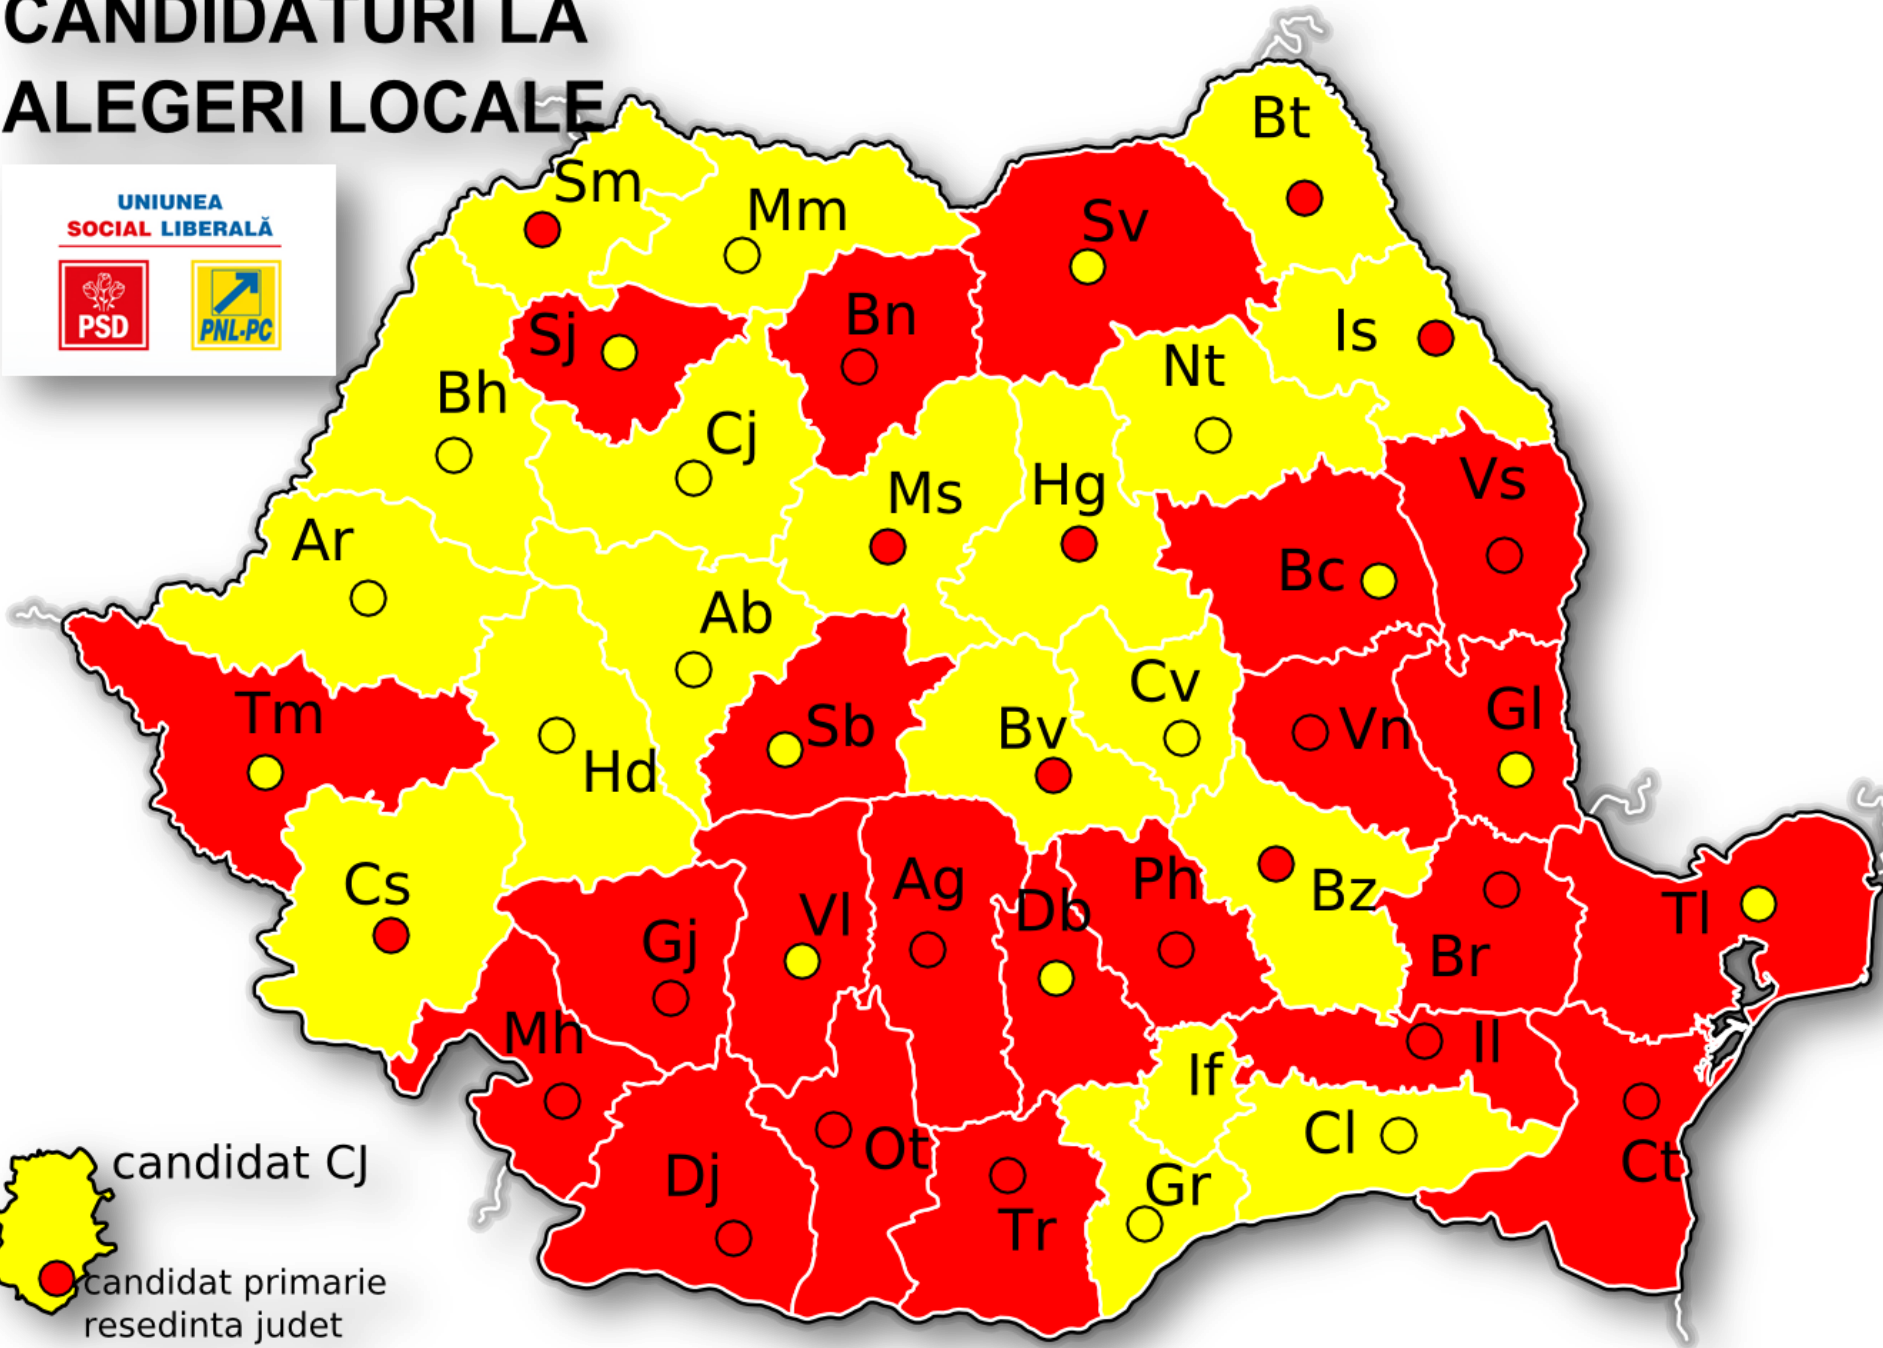 CANDIDATURI LA
ALEGERI LOCALE
UNIUNEA
SOCIAL LIBERALĂ
PSD
PNL-PC
Bt
Sm
Mm
Sv
Sj
Bn
Is
Nt
Bh
Cj
Vs
Ms
Hg
Ar
Bc
Ab
Cv
Tm
Sb
Bv
Vn
Gl
Hd
Cs
Ag
Ph
Bz
Vl
Db
Tl
Gj
Br
Mh
Il
If
Cl
Ot
Ct
Dj
Gr
Tr
candidat CJ
candidat primarie
resedinta judet